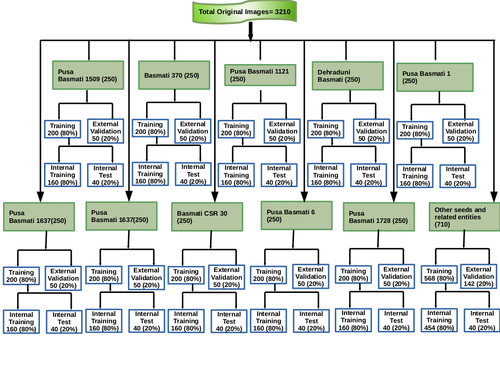 Total Original Images= 3210
Pusa
Basmati 1509 (250)
Basmati 370 (250)
Pusa Basmati 1121
(250)
Dehraduni
Basmati (250)
Pusa Basmati 1
(250)
Training
200 (80%)
External
Validation
50 (20%)
Training
200 (80%)
External
Validation
50 (20%)
Training
200 (80%)
External
Validation
50 (20%)
Training
200 (80%)
External
Validation
50 (20%)
Training
200 (80%)
External
Validation
50 (20%)
Internal
Training
160 (80%)
Internal
Test
40 (20%)
Internal
Training
160 (80%)
Internal
Test
40 (20%)
Internal
Training
160 (80%)
Internal
Test
40 (20%)
Internal
Training
160 (80%)
Internal
Test
40 (20%)
Internal
Training
160 (80%)
Internal
Test
40 (20%)
Pusa
Basmati 1637(250)
Pusa
Basmati 1637(250)
Basmati CSR 30
(250)
Pusa Basmati 6
(250)
Pusa
Basmati 1728 (250)
Other seeds and
related entities
(710)
Training
200 (80%)
External
Validation
50 (20%)
Training
200 (80%)
External
Validation
50 (20%)
Training
200 (80%)
External
Validation
50 (20%)
Training
200 (80%)
External
Validation
50 (20%)
Training
200 (80%)
External
Validation
50 (20%)
Training
568 (80%)
External
Validation
142 (20%)
Internal
Training
160 (80%)
Internal
Test
40 (20%)
Internal
Training
160 (80%)
Internal
Test
40 (20%)
Internal
Training
160 (80%)
Internal
Test
40 (20%)
Internal
Training
160 (80%)
Internal
Test
40 (20%)
Internal
Training
160 (80%)
Internal
Test
40 (20%)
Internal
Training
454 (80%)
Internal
Test
40 (20%)